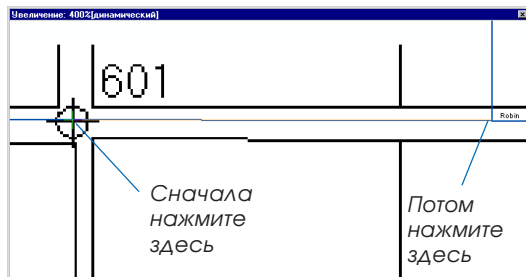 Увеличение: 400%[динамический]
601
Robin
Сначала
нажмите
здесь
Потом
нажмите
здесь